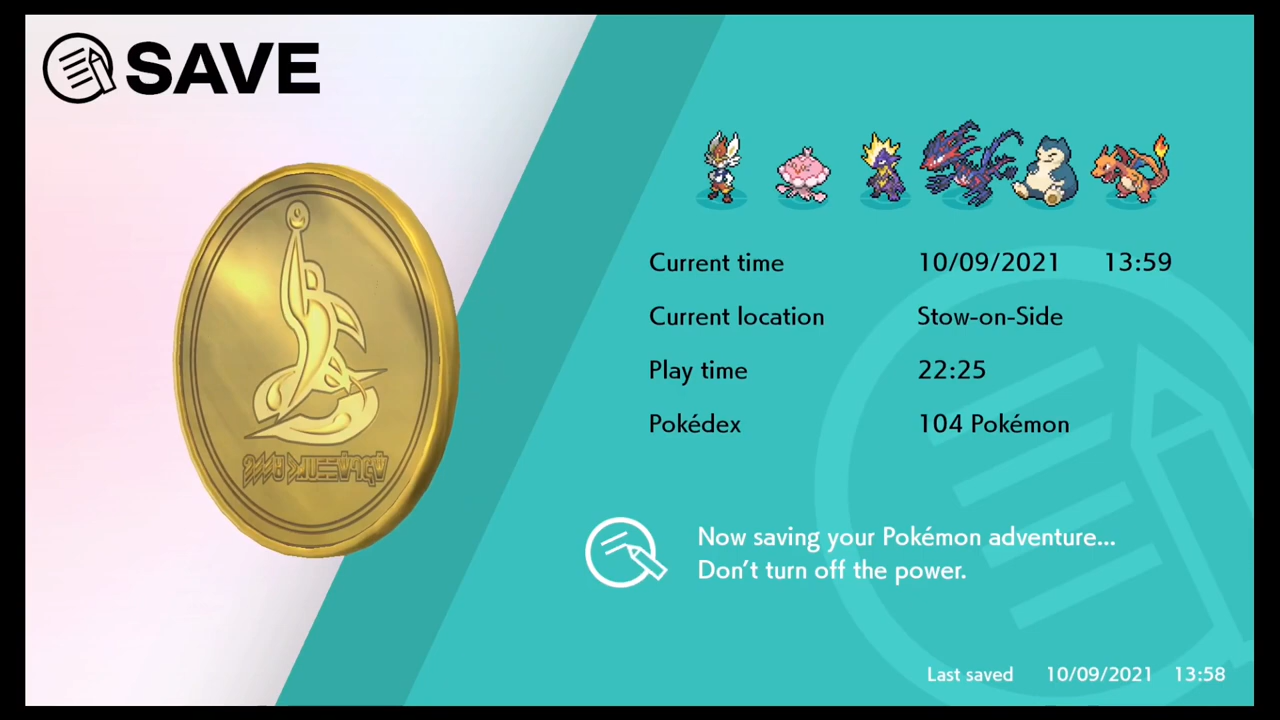 SAVE
Current time 10/09/2021 13:59
Current location Stow-on-Side
Play time 22:25
Pokédex 104 Pokémon
Now saving your Pokémon adventure...
Don't turn off the power.
Last saved 10/09/2021 13:58